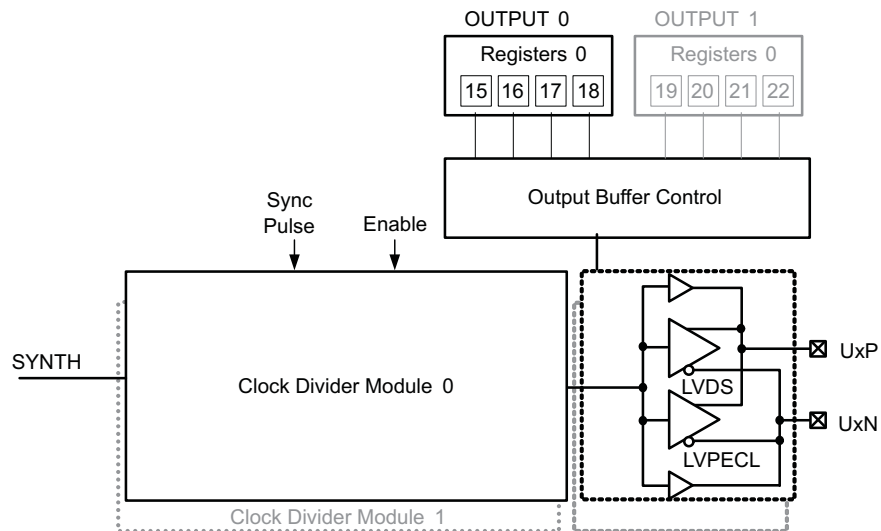 OUTPUT 0 OUTPUT 1
Registers 0 Registers 0
15 16 17 18 19 20 21 22
Output Buffer Control
Sync
Pulse
Enable
SYNTH
Clock Divider Module 0
UxP
LVDS
UxN
LVPECL
Clock Divider Module 1